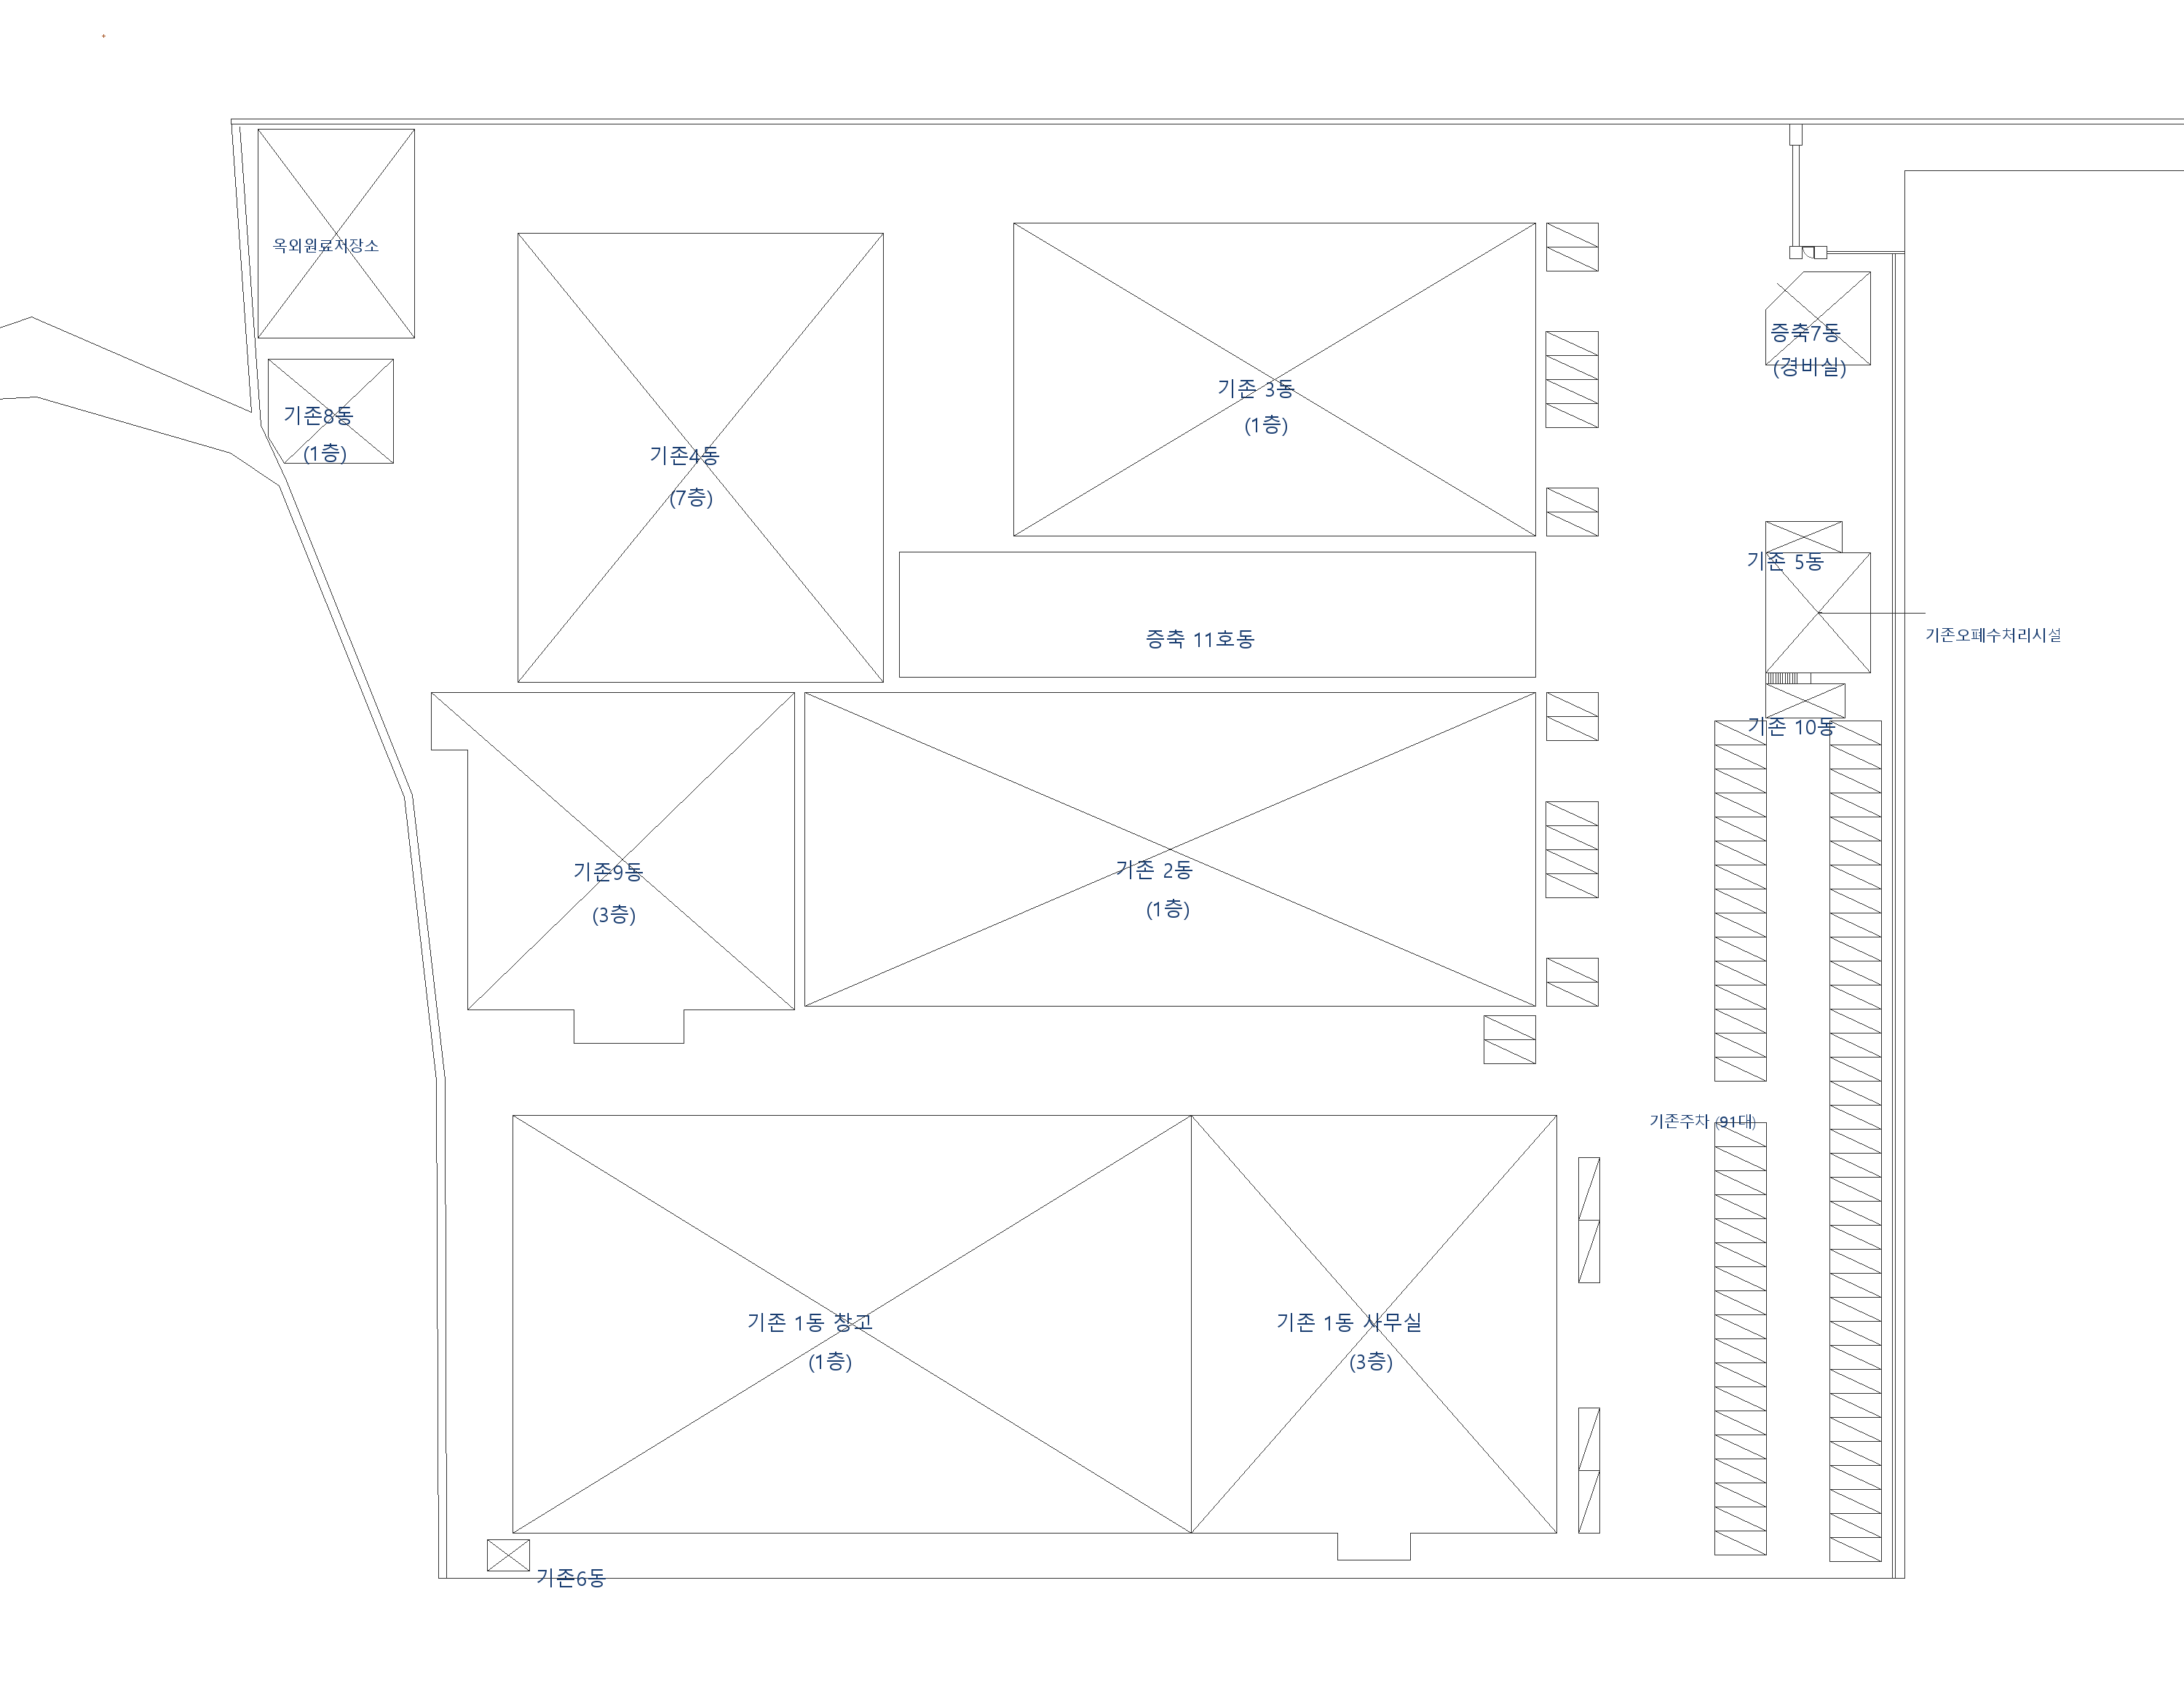 옥외원료저장소
증축7동
(경비실)
기존 3동
(1층)
기존8동
(1층)
기존4동
(7층)
기존 5동
증축 11호동
기존오폐수처리시설
기존 10동
기존9동
(3층)
기존 2동
(1층)
기존주차 (91대)
기존 1동 창고
(1층)
기존 1동 사무실
(3층)
기존6동